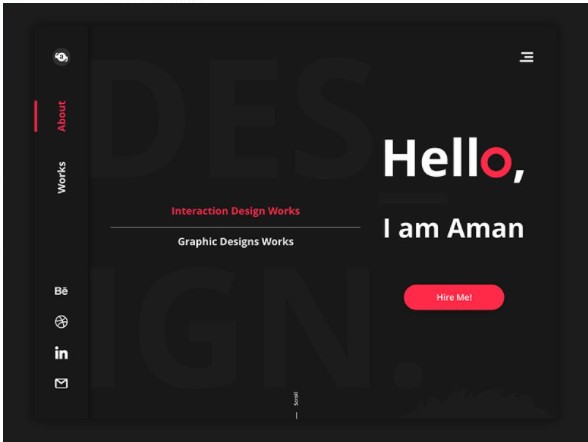 DES
IGN.
About
Works
Bē
in
Interaction Design Works
Graphic Designs Works
Hello,
I am Aman
Hire Me!
Scroll